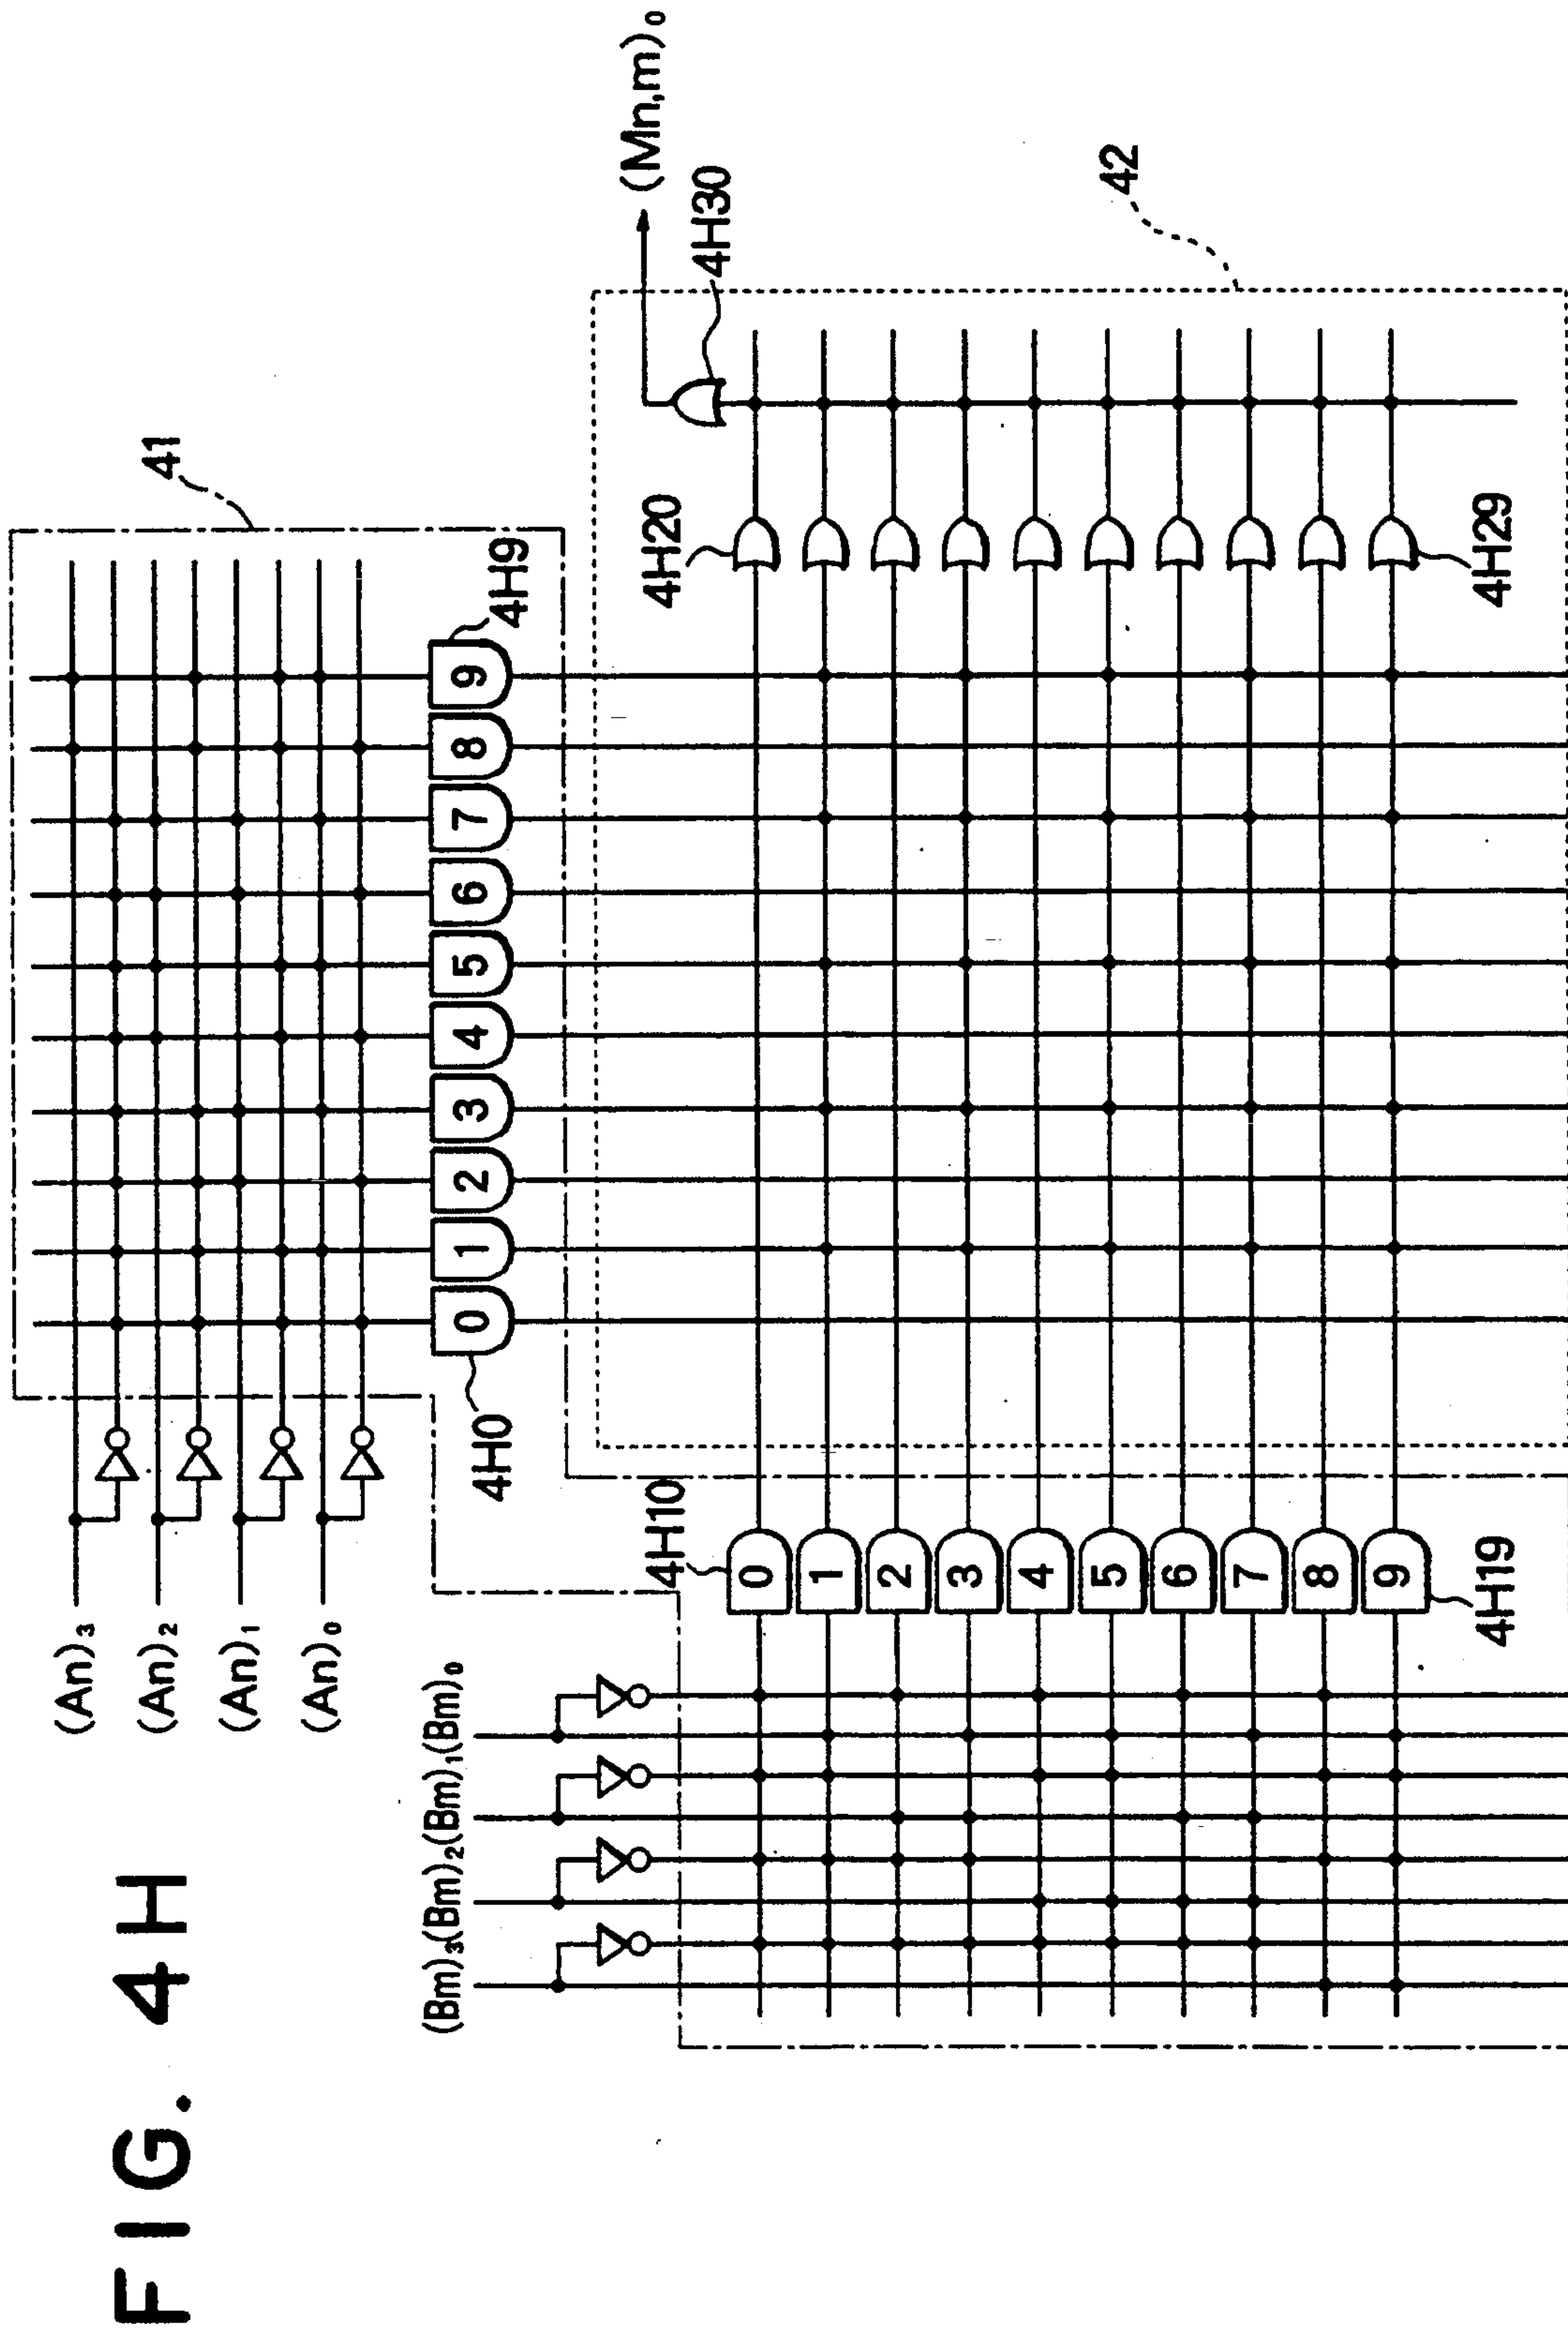 FIG. 4H
(An)₃
(An)₂
(An)₁
(An)₀
41
0 1 2 3 4 5 6 7 8 9
4H0
4H9
(Bm)₃(Bm)₂(Bm)₁(Bm)₀
(Mn,m)₀
4H30
42
4H10
4H20
0
1
2
3
4
5
6
7
8
9
4H19
4H29